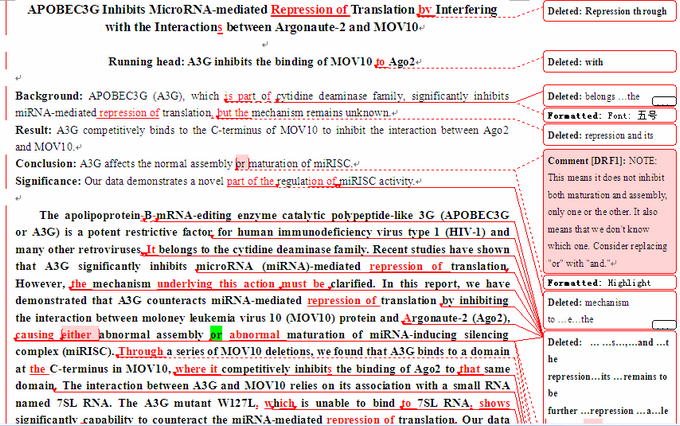 APOBEC3G Inhibits MicroRNA-mediated Repression of Translation by Interfering
with the Interactions between Argonaute-2 and MOV10
Running head: A3G inhibits the binding of MOV10 to Ago2
Background: APOBEC3G (A3G), which is part of cytidine deaminase family, significantly inhibits
miRNA-mediated repression of translation, but the mechanism remains unknown.
Result: A3G competitively binds to the C-terminus of MOV10 to inhibit the interaction between Ago2
and MOV10.
Conclusion: A3G affects the normal assembly or maturation of miRISC.
Significance: Our data demonstrates a novel part of the regulation of miRISC activity.
The apolipoprotein-B-mRNA-editing enzyme catalytic polypeptide-like 3G (APOBEC3G
or A3G) is a potent restrictive factor for human immunodeficiency virus type 1 (HIV-1) and
many other retroviruses. It belongs to the cytidine deaminase family. Recent studies have shown
that A3G significantly inhibits microRNA (miRNA)-mediated repression of translation.
However, the mechanism underlying this action must be clarified. In this report, we have
demonstrated that A3G counteracts miRNA-mediated repression of translation by inhibiting
the interaction between moloney leukemia virus 10 (MOV10) protein and Argonaute-2 (Ago2),
causing either abnormal assembly or abnormal maturation of miRNA-inducing silencing
complex (miRISC). Through a series of MOV10 deletions, we found that A3G binds to a domain
at the C-terminus in MOV10, where it competitively inhibits the binding of Ago2 to that same
domain. The interaction between A3G and MOV10 relies on its association with a small RNA
named 7SL RNA. The A3G mutant W127L, which is unable to bind to 7SL RNA, shows
significantly capability to counteract the miRNA-mediated repression of translation. Our data
Deleted: Repression through
Deleted: with
Deleted: belongs …the
Formatted: Font: 五号
Deleted: repression and its
Comment [DRF1]: NOTE:
This means it does not inhibit
both maturation and assembly,
only one or the other. It also
means that we don't know
which one. Consider replacing
"or" with "and."
Formatted: Highlight
Deleted: mechanism
to …e…the
Deleted: … …s…,…and …t
he
repression…its …remains to
be
further …repression …a…le